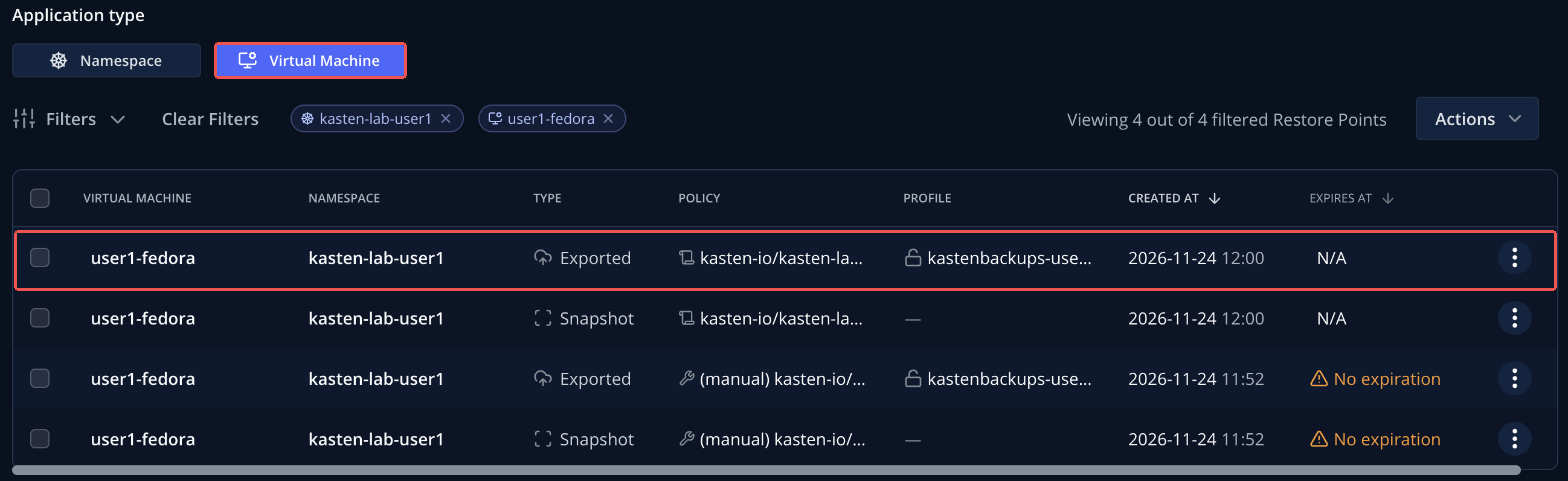 Application type
Namespace Virtual Machine
Filters Clear Filters kasten-lab-user1 user1-fedora Viewing 4 out of 4 filtered Restore Points Actions
VIRTUAL MACHINE NAMESPACE TYPE POLICY PROFILE CREATED AT EXPIRES AT
user1-fedora kasten-lab-user1 Exported kasten-io/kasten-la... kastenbackups-use... 2026-11-24 12:00 N/A
user1-fedora kasten-lab-user1 Snapshot kasten-io/kasten-la... — 2026-11-24 12:00 N/A
user1-fedora kasten-lab-user1 Exported (manual) kasten-io/... kastenbackups-use... 2026-11-24 11:52 No expiration
user1-fedora kasten-lab-user1 Snapshot (manual) kasten-io/... — 2026-11-24 11:52 No expiration